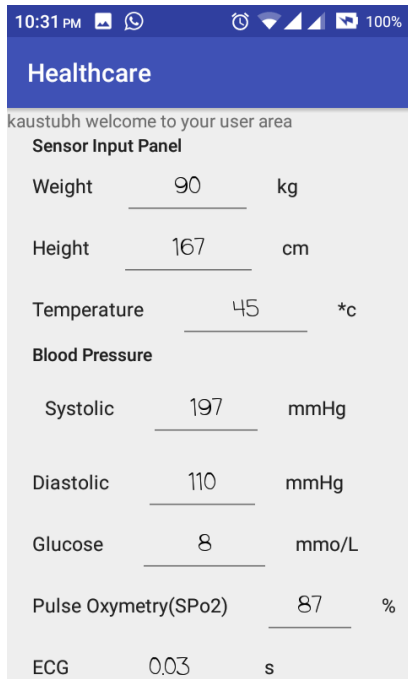 10:31 PM 100%
Healthcare
kaustubh welcome to your user area
Sensor Input Panel
Weight 90 kg
Height 167 cm
Temperature 45 *c
Blood Pressure
Systolic 197 mmHg
Diastolic 110 mmHg
Glucose 8 mmo/L
Pulse Oxymetry(SPo2) 87 %
ECG 0.03 s